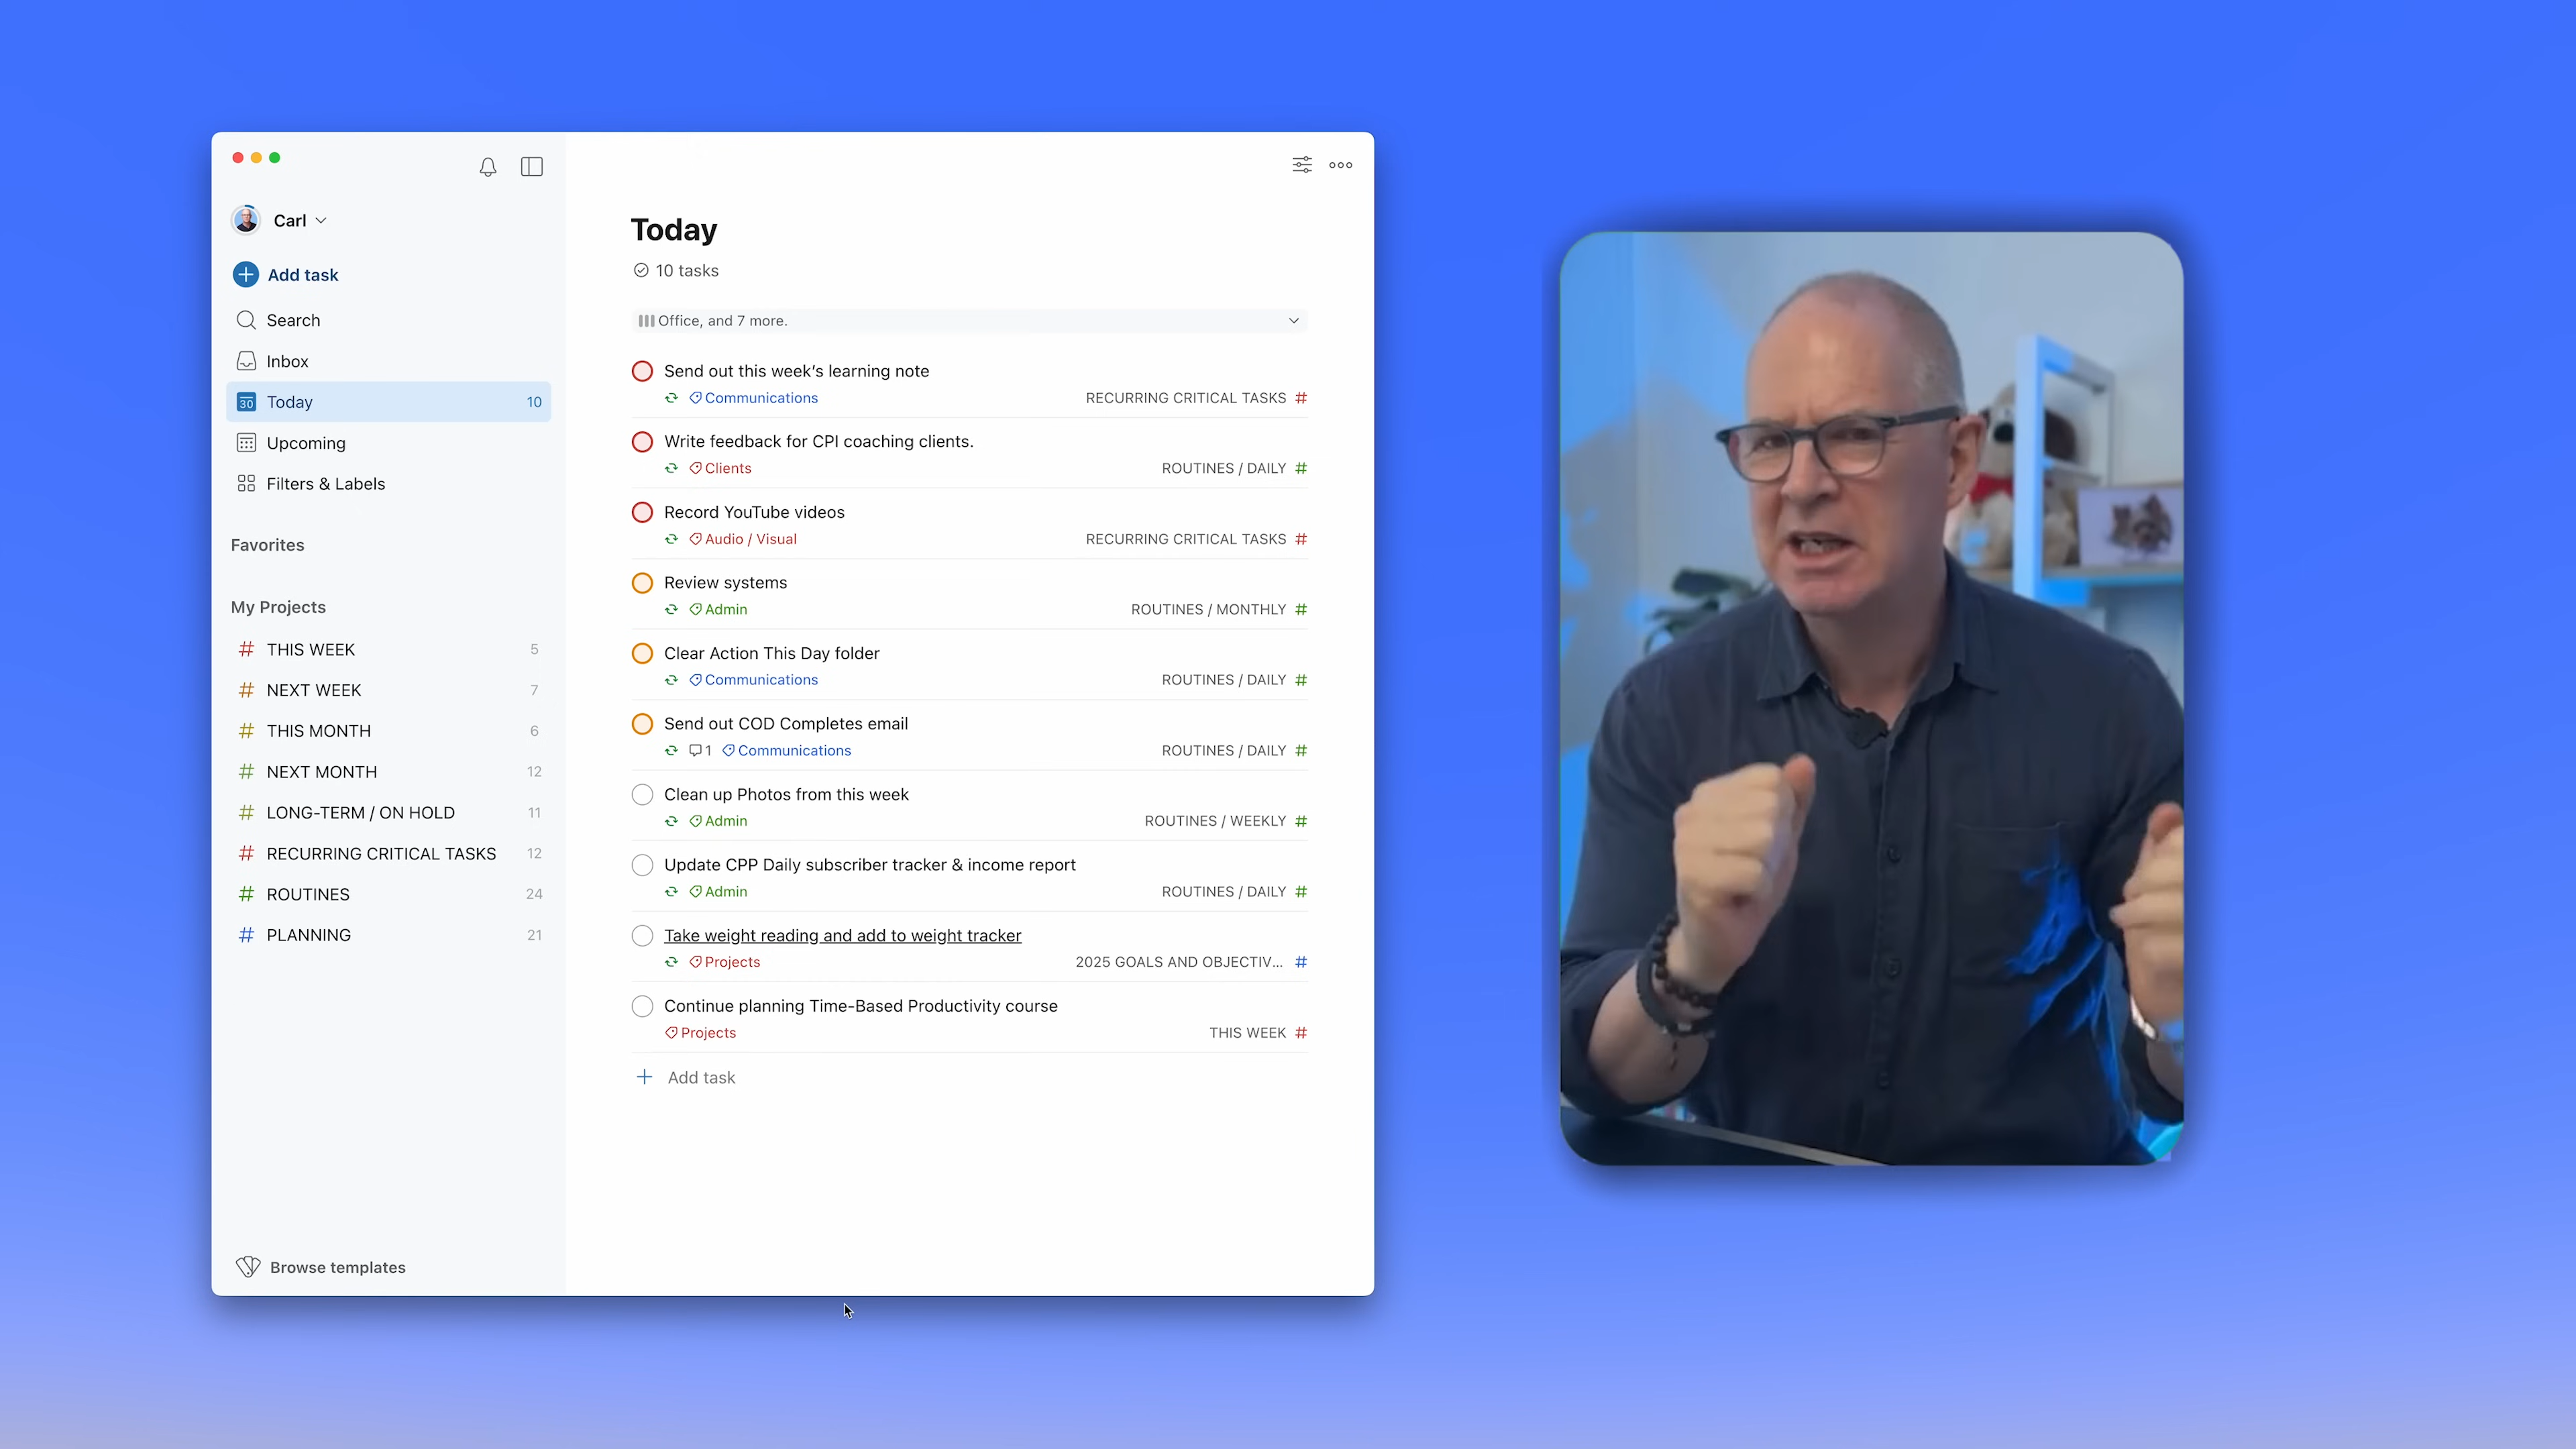 Carl
Add task
Search
Inbox
30
Today 10
Upcoming
Filters & Labels
Favorites
My Projects
# THIS WEEK 5
# NEXT WEEK 7
# THIS MONTH 6
# NEXT MONTH 12
# LONG-TERM / ON HOLD 11
# RECURRING CRITICAL TASKS 12
# ROUTINES 24
# PLANNING 21
Browse templates
Today
10 tasks
Office, and 7 more.
Send out this week’s learning note
Communications RECURRING CRITICAL TASKS #
Write feedback for CPI coaching clients.
Clients ROUTINES / DAILY #
Record YouTube videos
Audio / Visual RECURRING CRITICAL TASKS #
Review systems
Admin ROUTINES / MONTHLY #
Clear Action This Day folder
Communications ROUTINES / DAILY #
Send out COD Completes email
1 Communications ROUTINES / DAILY #
Clean up Photos from this week
Admin ROUTINES / WEEKLY #
Update CPP Daily subscriber tracker & income report
Admin ROUTINES / DAILY #
Take weight reading and add to weight tracker
Projects 2025 GOALS AND OBJECTIV... #
Continue planning Time-Based Productivity course
Projects THIS WEEK #
Add task